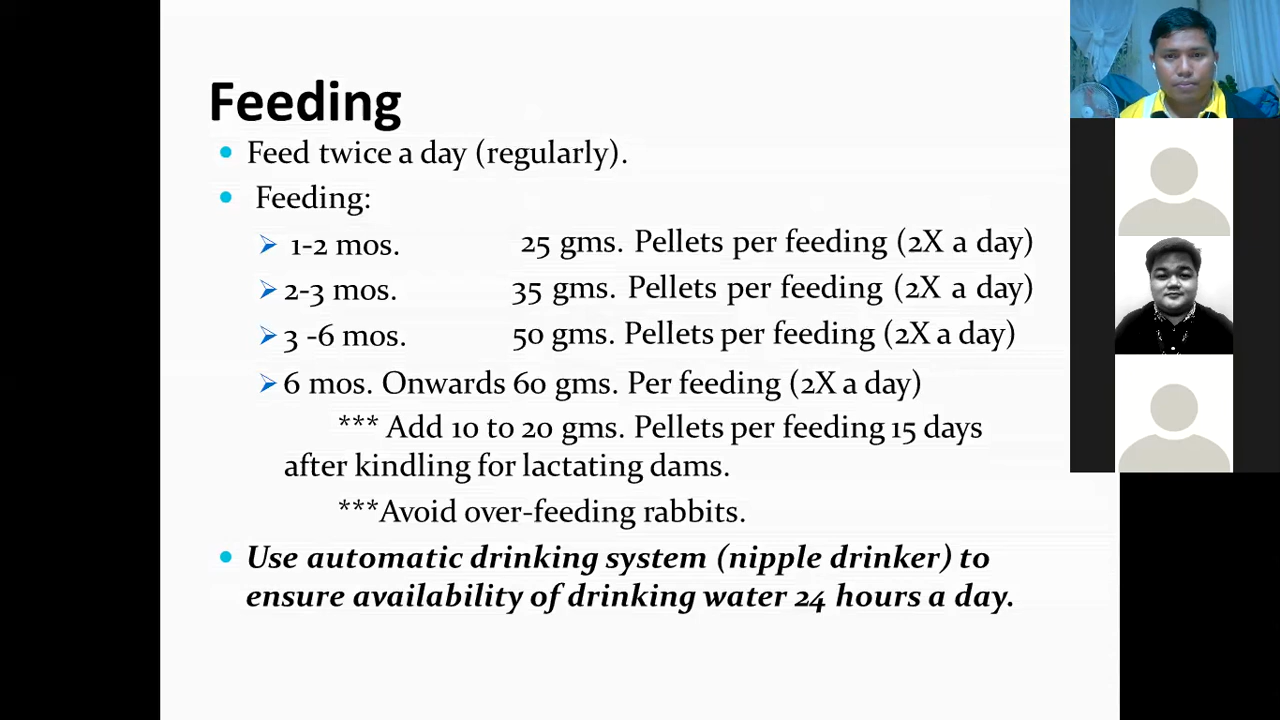 Feeding
Feed twice a day (regularly).
Feeding:
1-2 mos. 25 gms. Pellets per feeding (2X a day)
2-3 mos. 35 gms. Pellets per feeding (2X a day)
3 -6 mos. 50 gms. Pellets per feeding (2X a day)
6 mos. Onwards 60 gms. Per feeding (2X a day)
*** Add 10 to 20 gms. Pellets per feeding 15 days
after kindling for lactating dams.
***Avoid over-feeding rabbits.
Use automatic drinking system (nipple drinker) to
ensure availability of drinking water 24 hours a day.